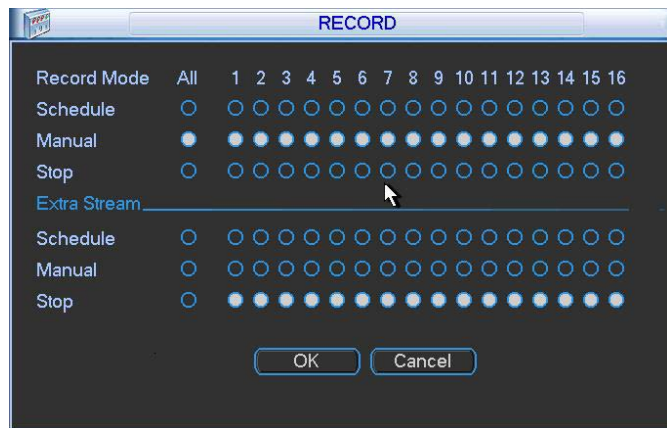 RECORD
Record Mode All 1 2 3 4 5 6 7 8 9 10 11 12 13 14 15 16
Schedule
Manual
Stop
Extra Stream
Schedule
Manual
Stop
OK Cancel